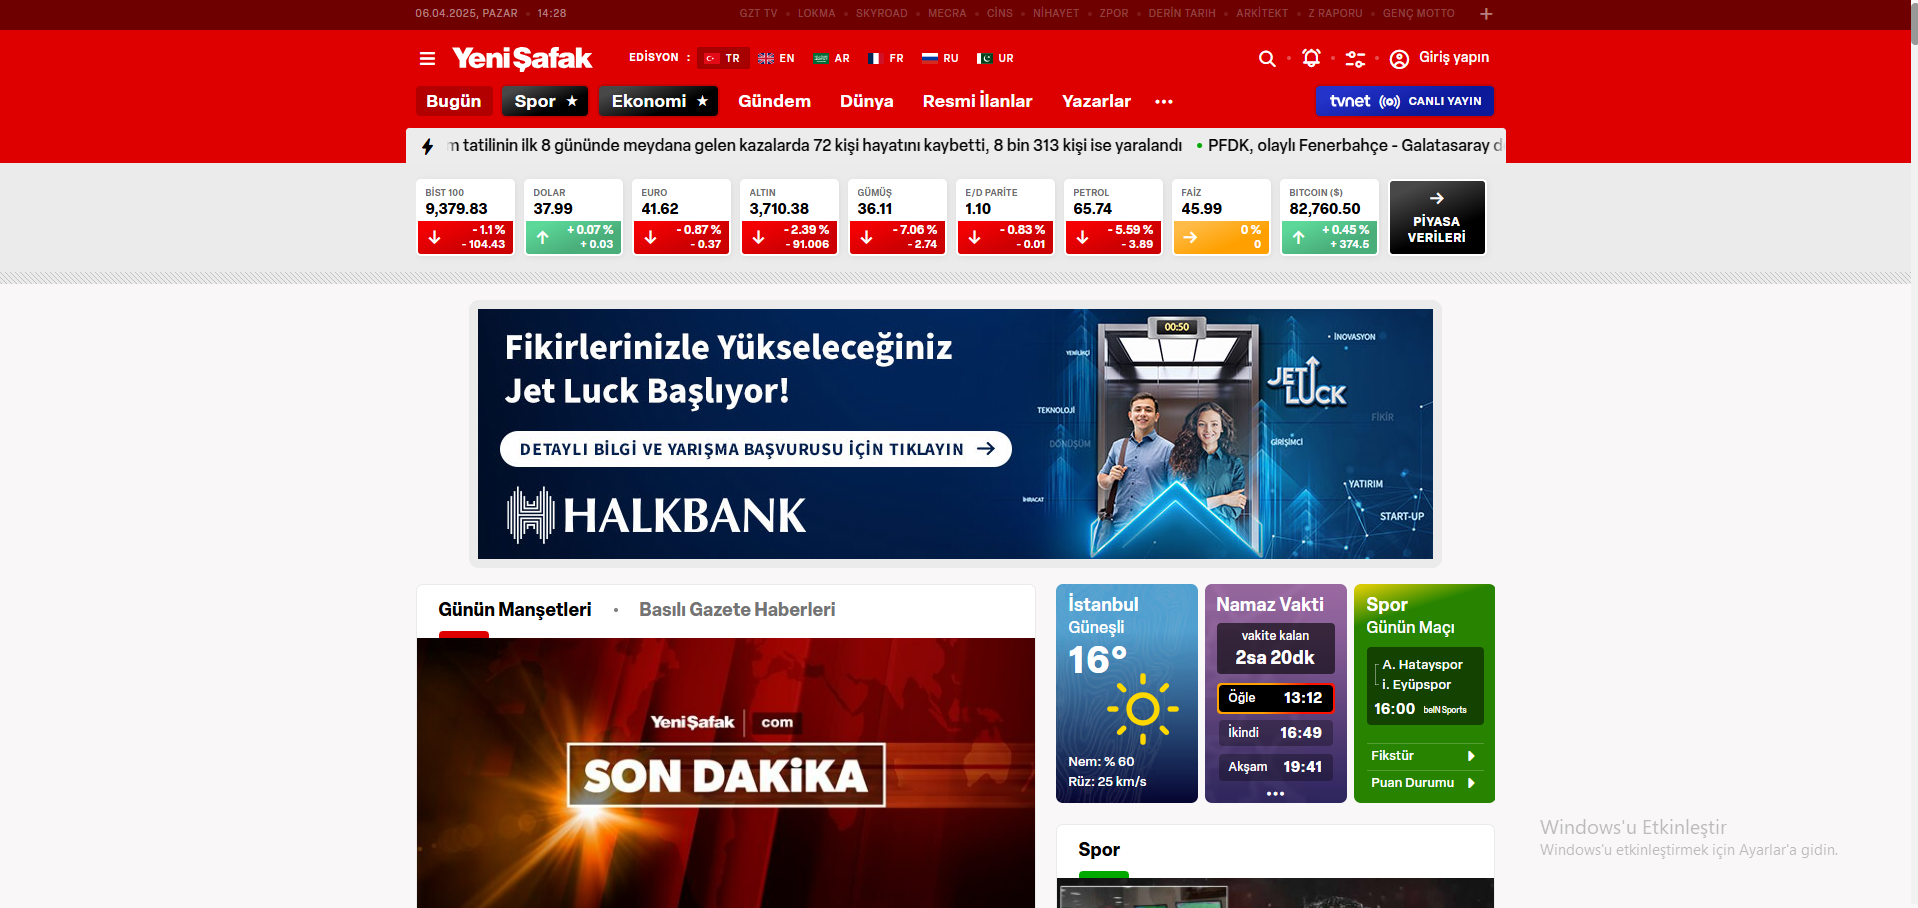 06.04.2025, PAZAR • 14:28
GZT TV • LOKMA • SKYROAD • MECRA • CİNS • NİHAYET • ZPOR • DERİN TARİH • ARKİTEKT • Z RAPORU • GENÇ MOTTO +
YeniŞafak
EDİSYON : TR EN AR FR RU UR
Giriş yapın
Bugün Spor ★ Ekonomi ★ Gündem Dünya Resmi İlanlar Yazarlar •••
tvnet CANLI YAYIN
m tatilinin ilk 8 gününde meydana gelen kazalarda 72 kişi hayatını kaybetti, 8 bin 313 kişi ise yaralandı • PFDK, olaylı Fenerbahçe - Galatasaray d
BİST 100
9,379.83
- 1.1 %
- 104.43
DOLAR
37.99
+ 0.07 %
+ 0.03
EURO
41.62
- 0.87 %
- 0.37
ALTIN
3,710.38
- 2.39 %
- 91.006
GÜMÜŞ
36.11
- 7.06 %
- 2.74
E/D PARİTE
1.10
- 0.83 %
- 0.01
PETROL
65.74
- 5.59 %
- 3.89
FAİZ
45.99
0 %
0
BITCOIN ($)
82,760.50
+ 0.45 %
+ 374.5
PİYASA
VERİLERİ
Fikirlerinizle Yükseleceğiniz
Jet Luck Başlıyor!
DETAYLI BİLGİ VE YARIŞMA BAŞVURUSU İÇİN TIKLAYIN
HALKBANK
00:50
İNOVASYON
YENİLİKÇİ
JET LUCK
TEKNOLOJİ
FİKİR
DÖNÜŞÜM
GİRİŞİMCİ
YATIRIM
İHRACAT
START-UP
Günün Manşetleri • Basılı Gazete Haberleri
YeniŞafak com
SON DAKİKA
İstanbul
Güneşli
16°
Nem: % 60
Rüz: 25 km/s
Namaz Vakti
vakite kalan
2sa 20dk
Öğle 13:12
İkindi 16:49
Akşam 19:41
•••
Spor
Günün Maçı
A. Hatayspor
i. Eyüpspor
16:00 beIN Sports
Fikstür
Puan Durumu
Spor
Windows'u Etkinleştir
Windows'u etkinleştirmek için Ayarlar'a gidin.